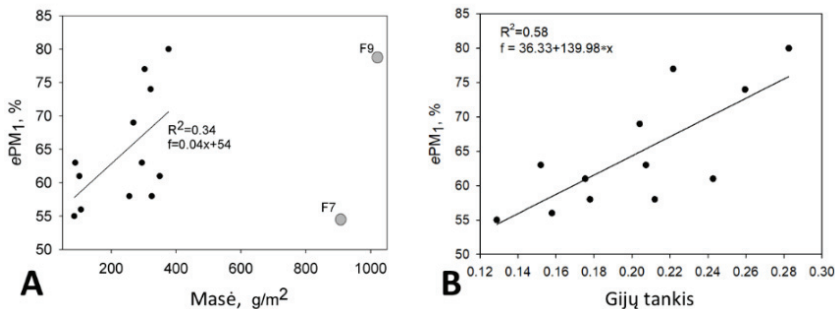 85
80
75
70
65
60
55
50
ePM1, %
F9
R2=0.34
f=0.04x+54
F7
200
400
600
800
1000
A
Masė, g/m2
85
80
75
70
65
60
55
50
ePM1, %
R2=0.58
f = 36.33+139.98*x
0.12 0.14 0.16 0.18 0.20 0.22 0.24 0.26 0.28 0.30
B
Gijų tankis